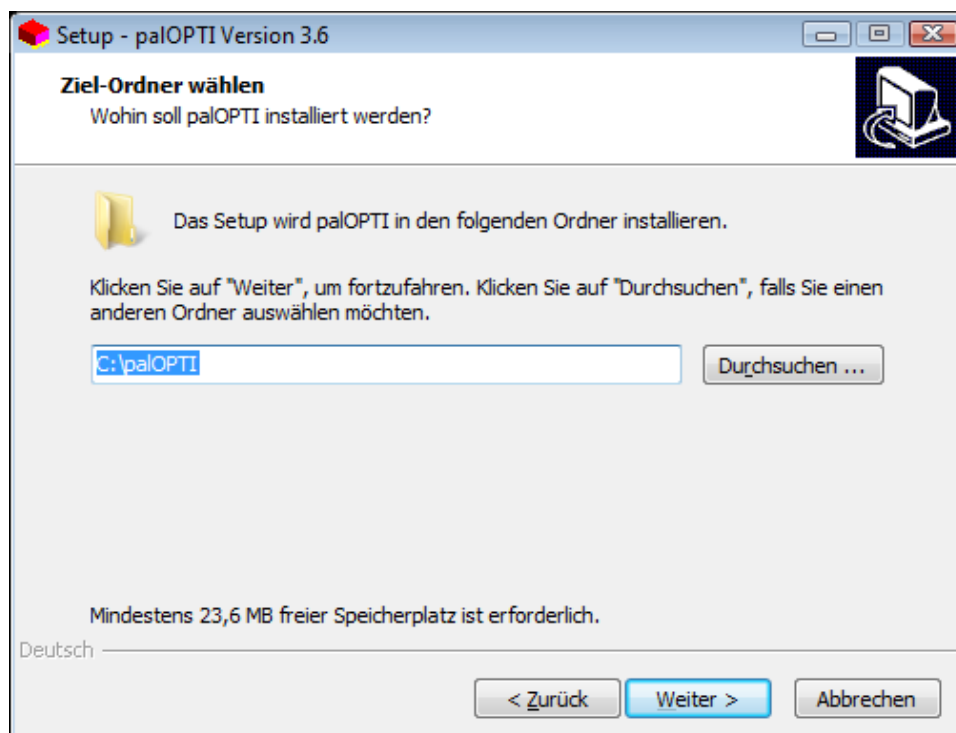 Setup - palOPTI Version 3.6
Ziel-Ordner wählen
Wohin soll palOPTI installiert werden?
Das Setup wird palOPTI in den folgenden Ordner installieren.
Klicken Sie auf "Weiter", um fortzufahren. Klicken Sie auf "Durchsuchen", falls Sie einen
anderen Ordner auswählen möchten.
C:\palOPTI
Durchsuchen ...
Mindestens 23,6 MB freier Speicherplatz ist erforderlich.
Deutsch
< Zurück
Weiter >
Abbrechen